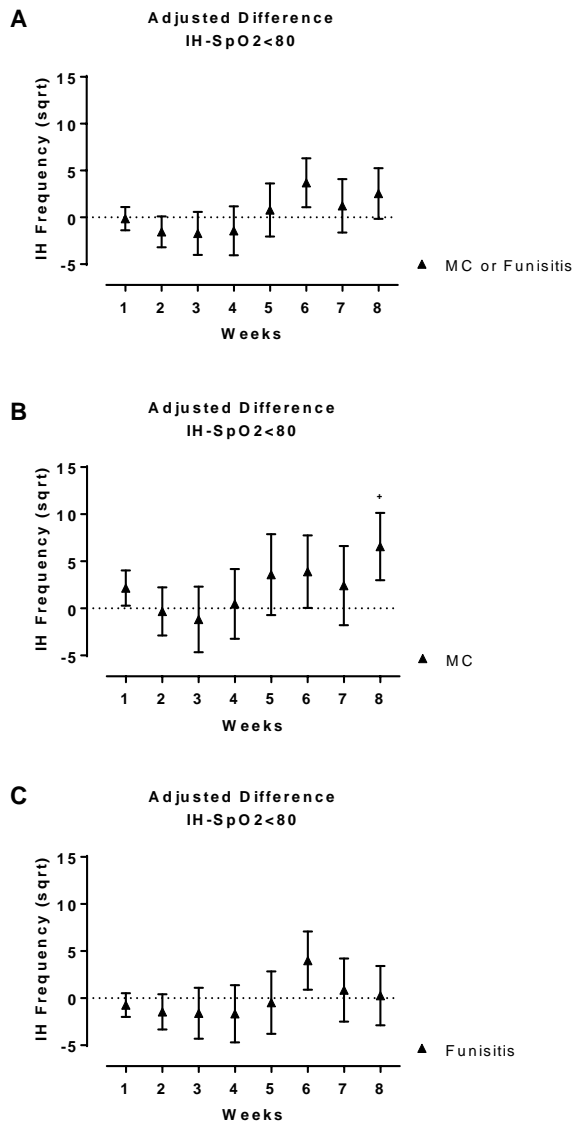 A
Adjusted Difference
IH-SpO2<80
IH Frequency (sqrt)
15
10
5
0
-5
1 2 3 4 5 6 7 8
Weeks
MC or Funisitis
B
Adjusted Difference
IH-SpO2<80
IH Frequency (sqrt)
15
10
5
0
-5
+
1 2 3 4 5 6 7 8
Weeks
MC
C
Adjusted Difference
IH-SpO2<80
IH Frequency (sqrt)
15
10
5
0
-5
1 2 3 4 5 6 7 8
Weeks
Funisitis